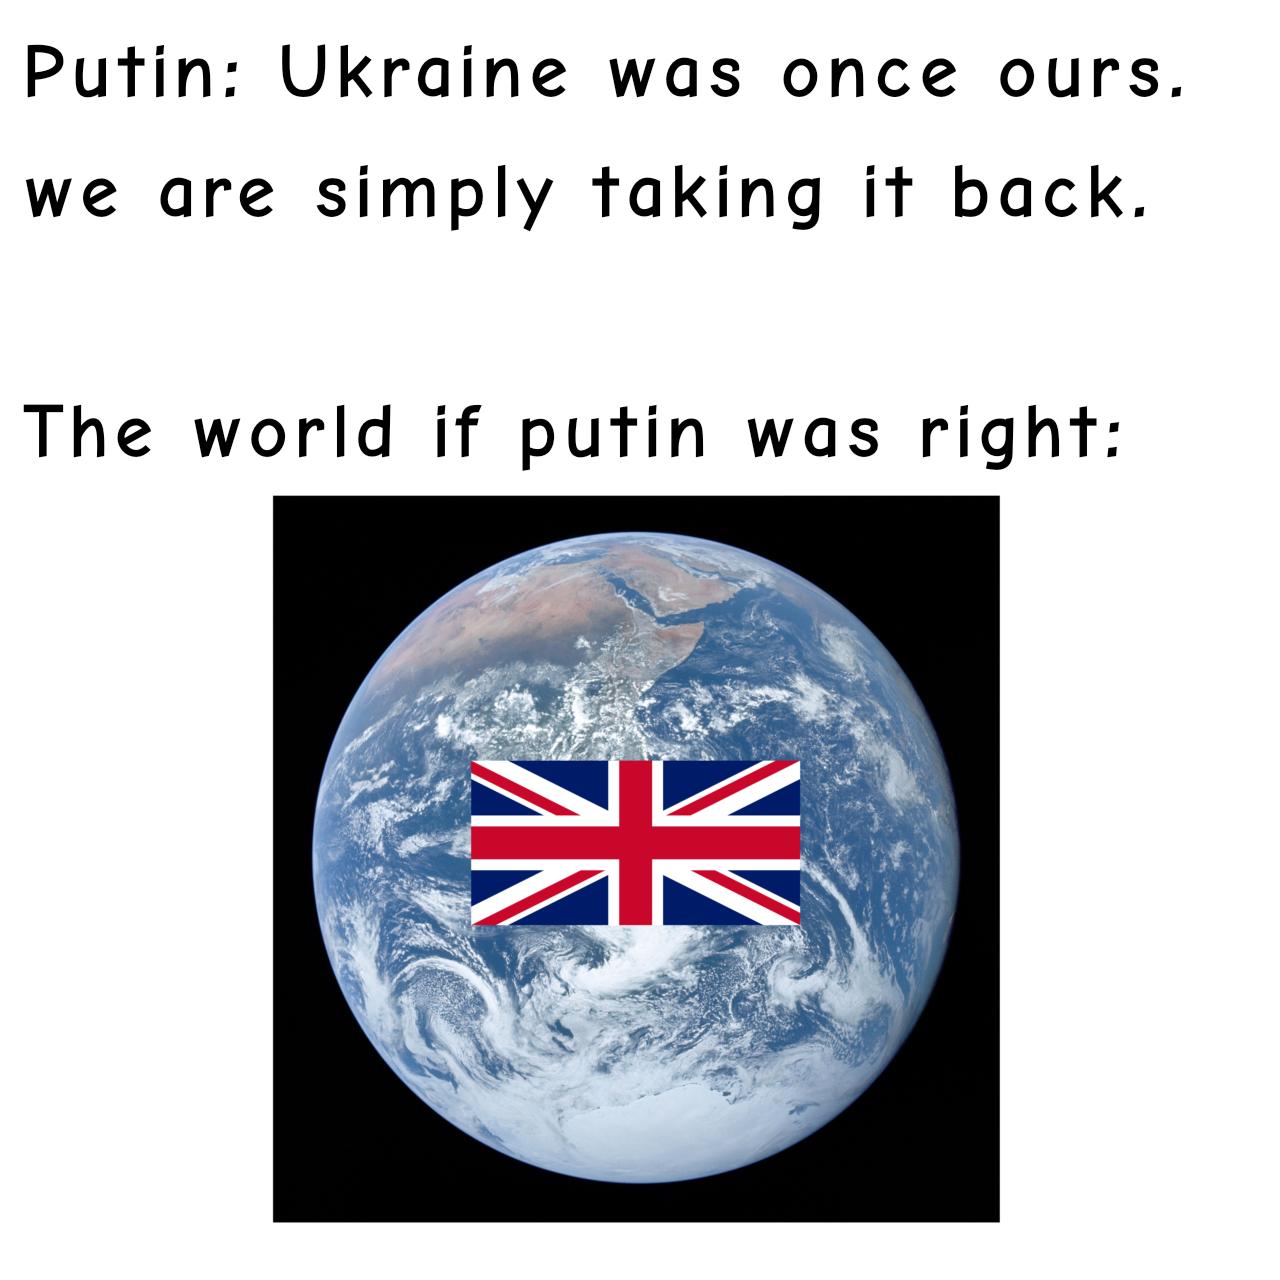 Putin: Ukraine was once ours.
we are simply taking it back.
The world if putin was right: